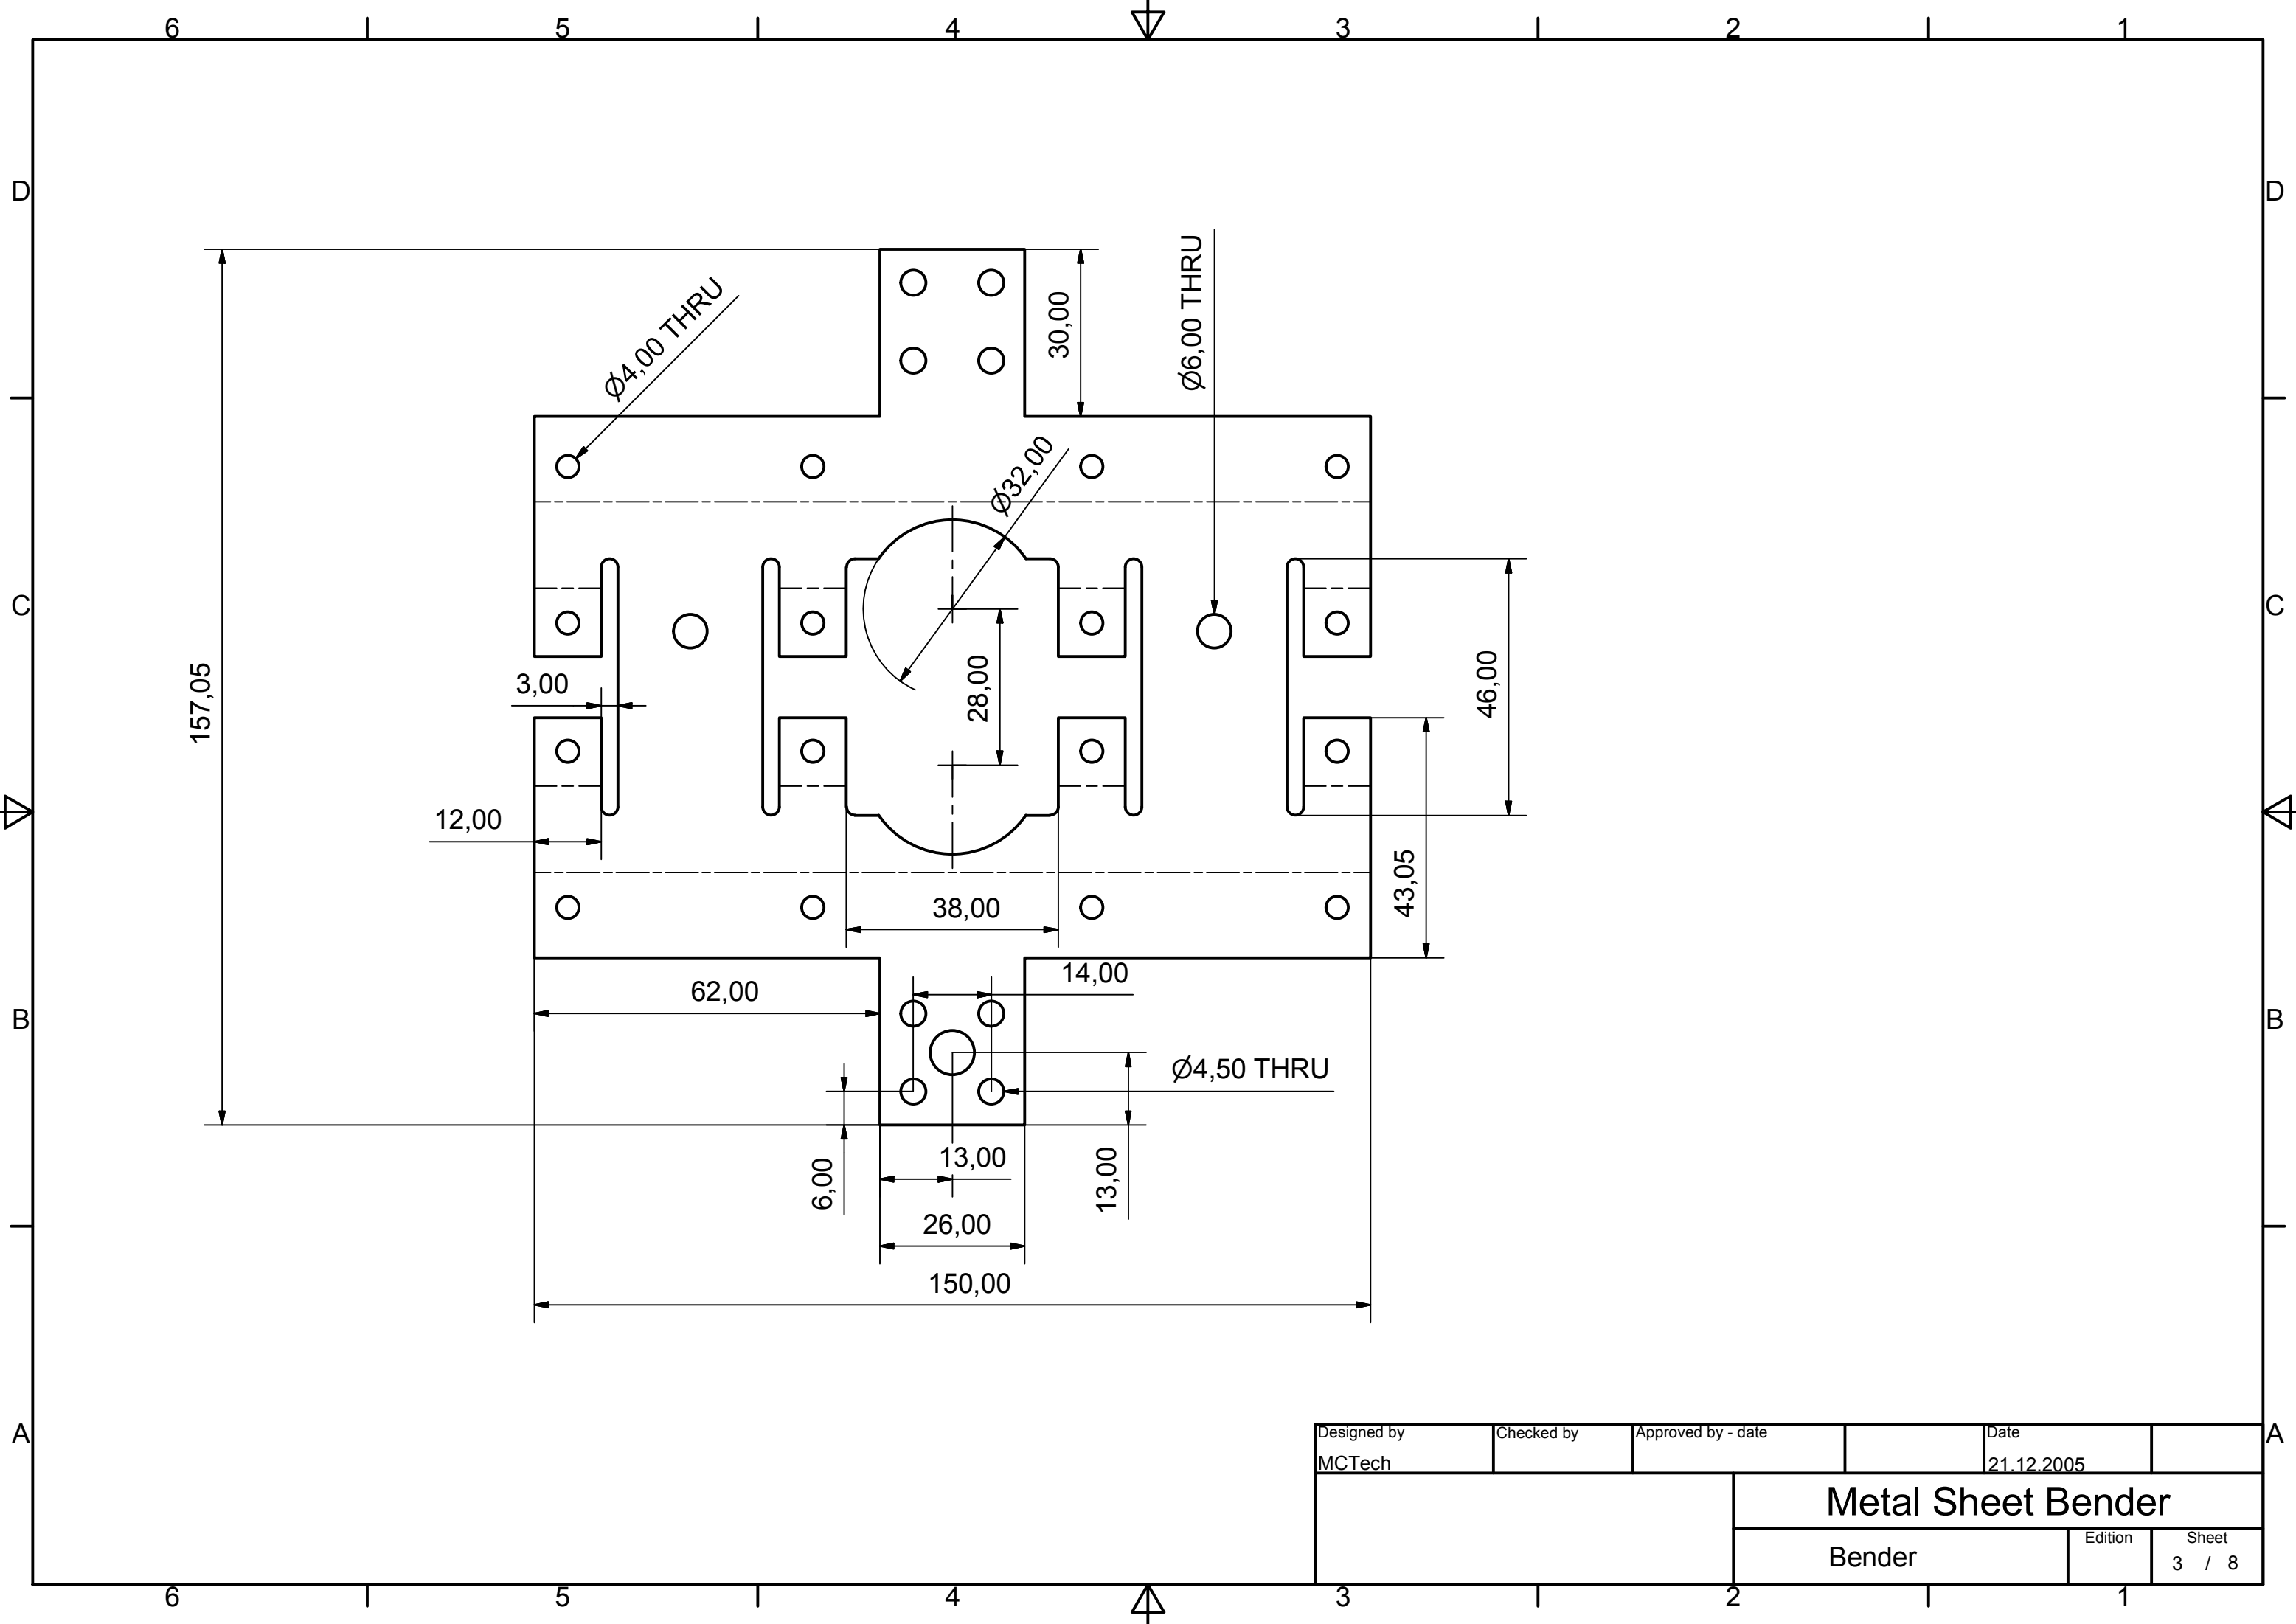 6 5 4 3 2 1
D D
Ø4,00 THRU
30,00
Ø6,00 THRU
Ø32,00
C C
157,05
3,00
28,00
46,00
12,00
43,05
38,00
14,00
62,00
B B
Ø4,50 THRU
13,00
6,00
13,00
26,00
150,00
A A
Designed by Checked by Approved by - date Date
MCTech 21.12.2005
Metal Sheet Bender
Bender Edition Sheet
3 / 8
6 5 4 3 2 1